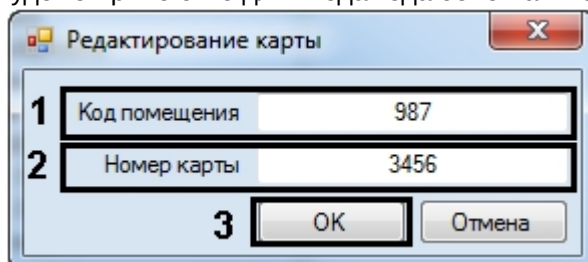 Редактирование карты
1 Код помещения 987
2 Номер карты 3456
3 OK Отмена